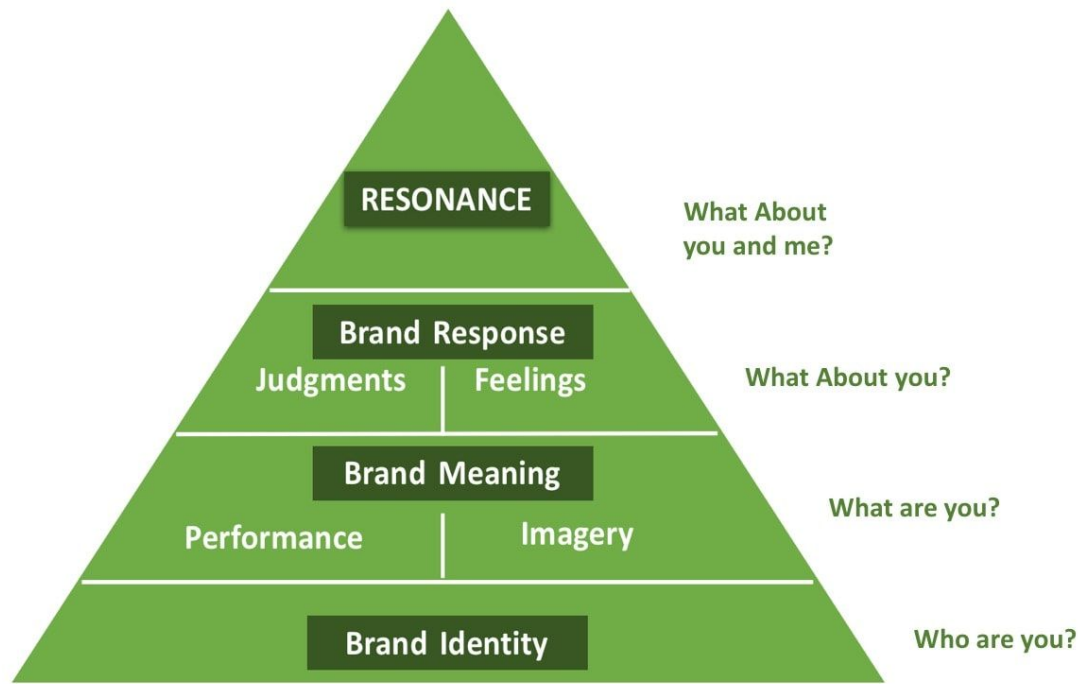 RESONANCE
What About
you and me?
Brand Response
Judgments
Feelings
What About you?
Brand Meaning
Performance
Imagery
What are you?
Brand Identity
Who are you?